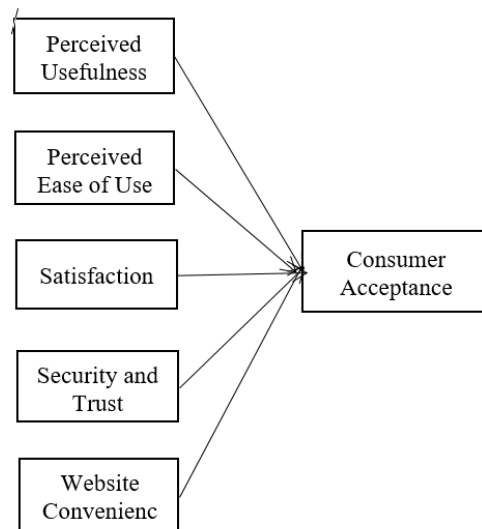 Perceived
Usefulness
Perceived
Ease of Use
Satisfaction
Consumer
Acceptance
Security and
Trust
Website
Convenienc